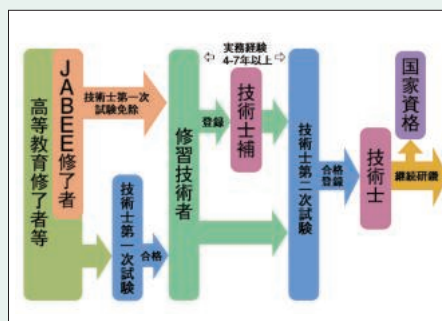 高等教育修了者等
JABEE修了者
技術士第一次
試験免除
技術士第一次試験
合格
修習技術者
実務経験
4-7年以上
登録
技術士補
技術士第二次試験
合格
登録
技術士
国家資格
継続研鑽